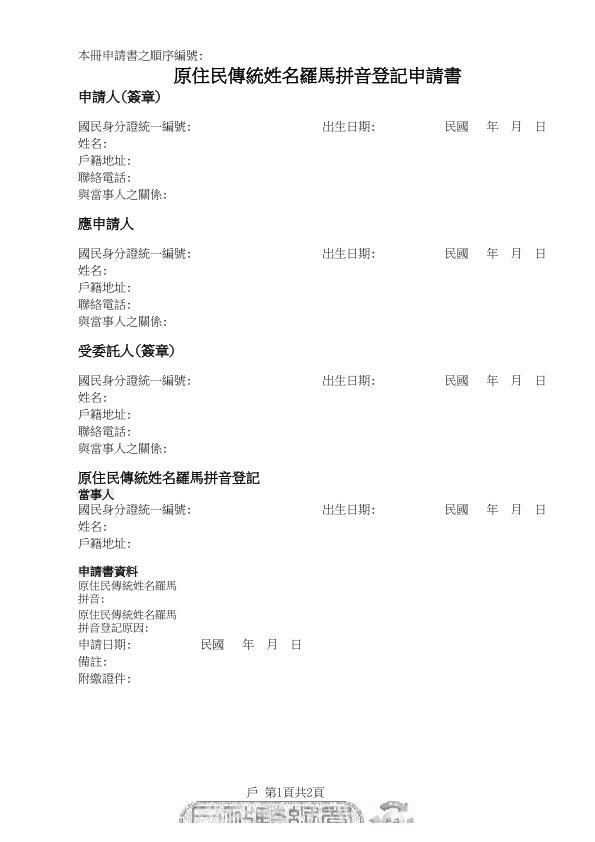 本冊申請書之順序編號:
原住民傳統姓名羅馬拼音登記申請書
申請人(簽章)
國民身分證統一編號: 出生日期: 民國 年 月 日
姓名:
戶籍地址:
聯絡電話:
與當事人之關係:
應申請人
國民身分證統一編號: 出生日期: 民國 年 月 日
姓名:
戶籍地址:
聯絡電話:
與當事人之關係:
受委託人(簽章)
國民身分證統一編號: 出生日期: 民國 年 月 日
姓名:
戶籍地址:
聯絡電話:
與當事人之關係:
原住民傳統姓名羅馬拼音登記
當事人
國民身分證統一編號: 出生日期: 民國 年 月 日
姓名:
戶籍地址:
申請書資料
原住民傳統姓名羅馬
拼音:
原住民傳統姓名羅馬
拼音登記原因:
申請日期: 民國 年 月 日
備註:
附繳證件:
戶 第1頁共2頁